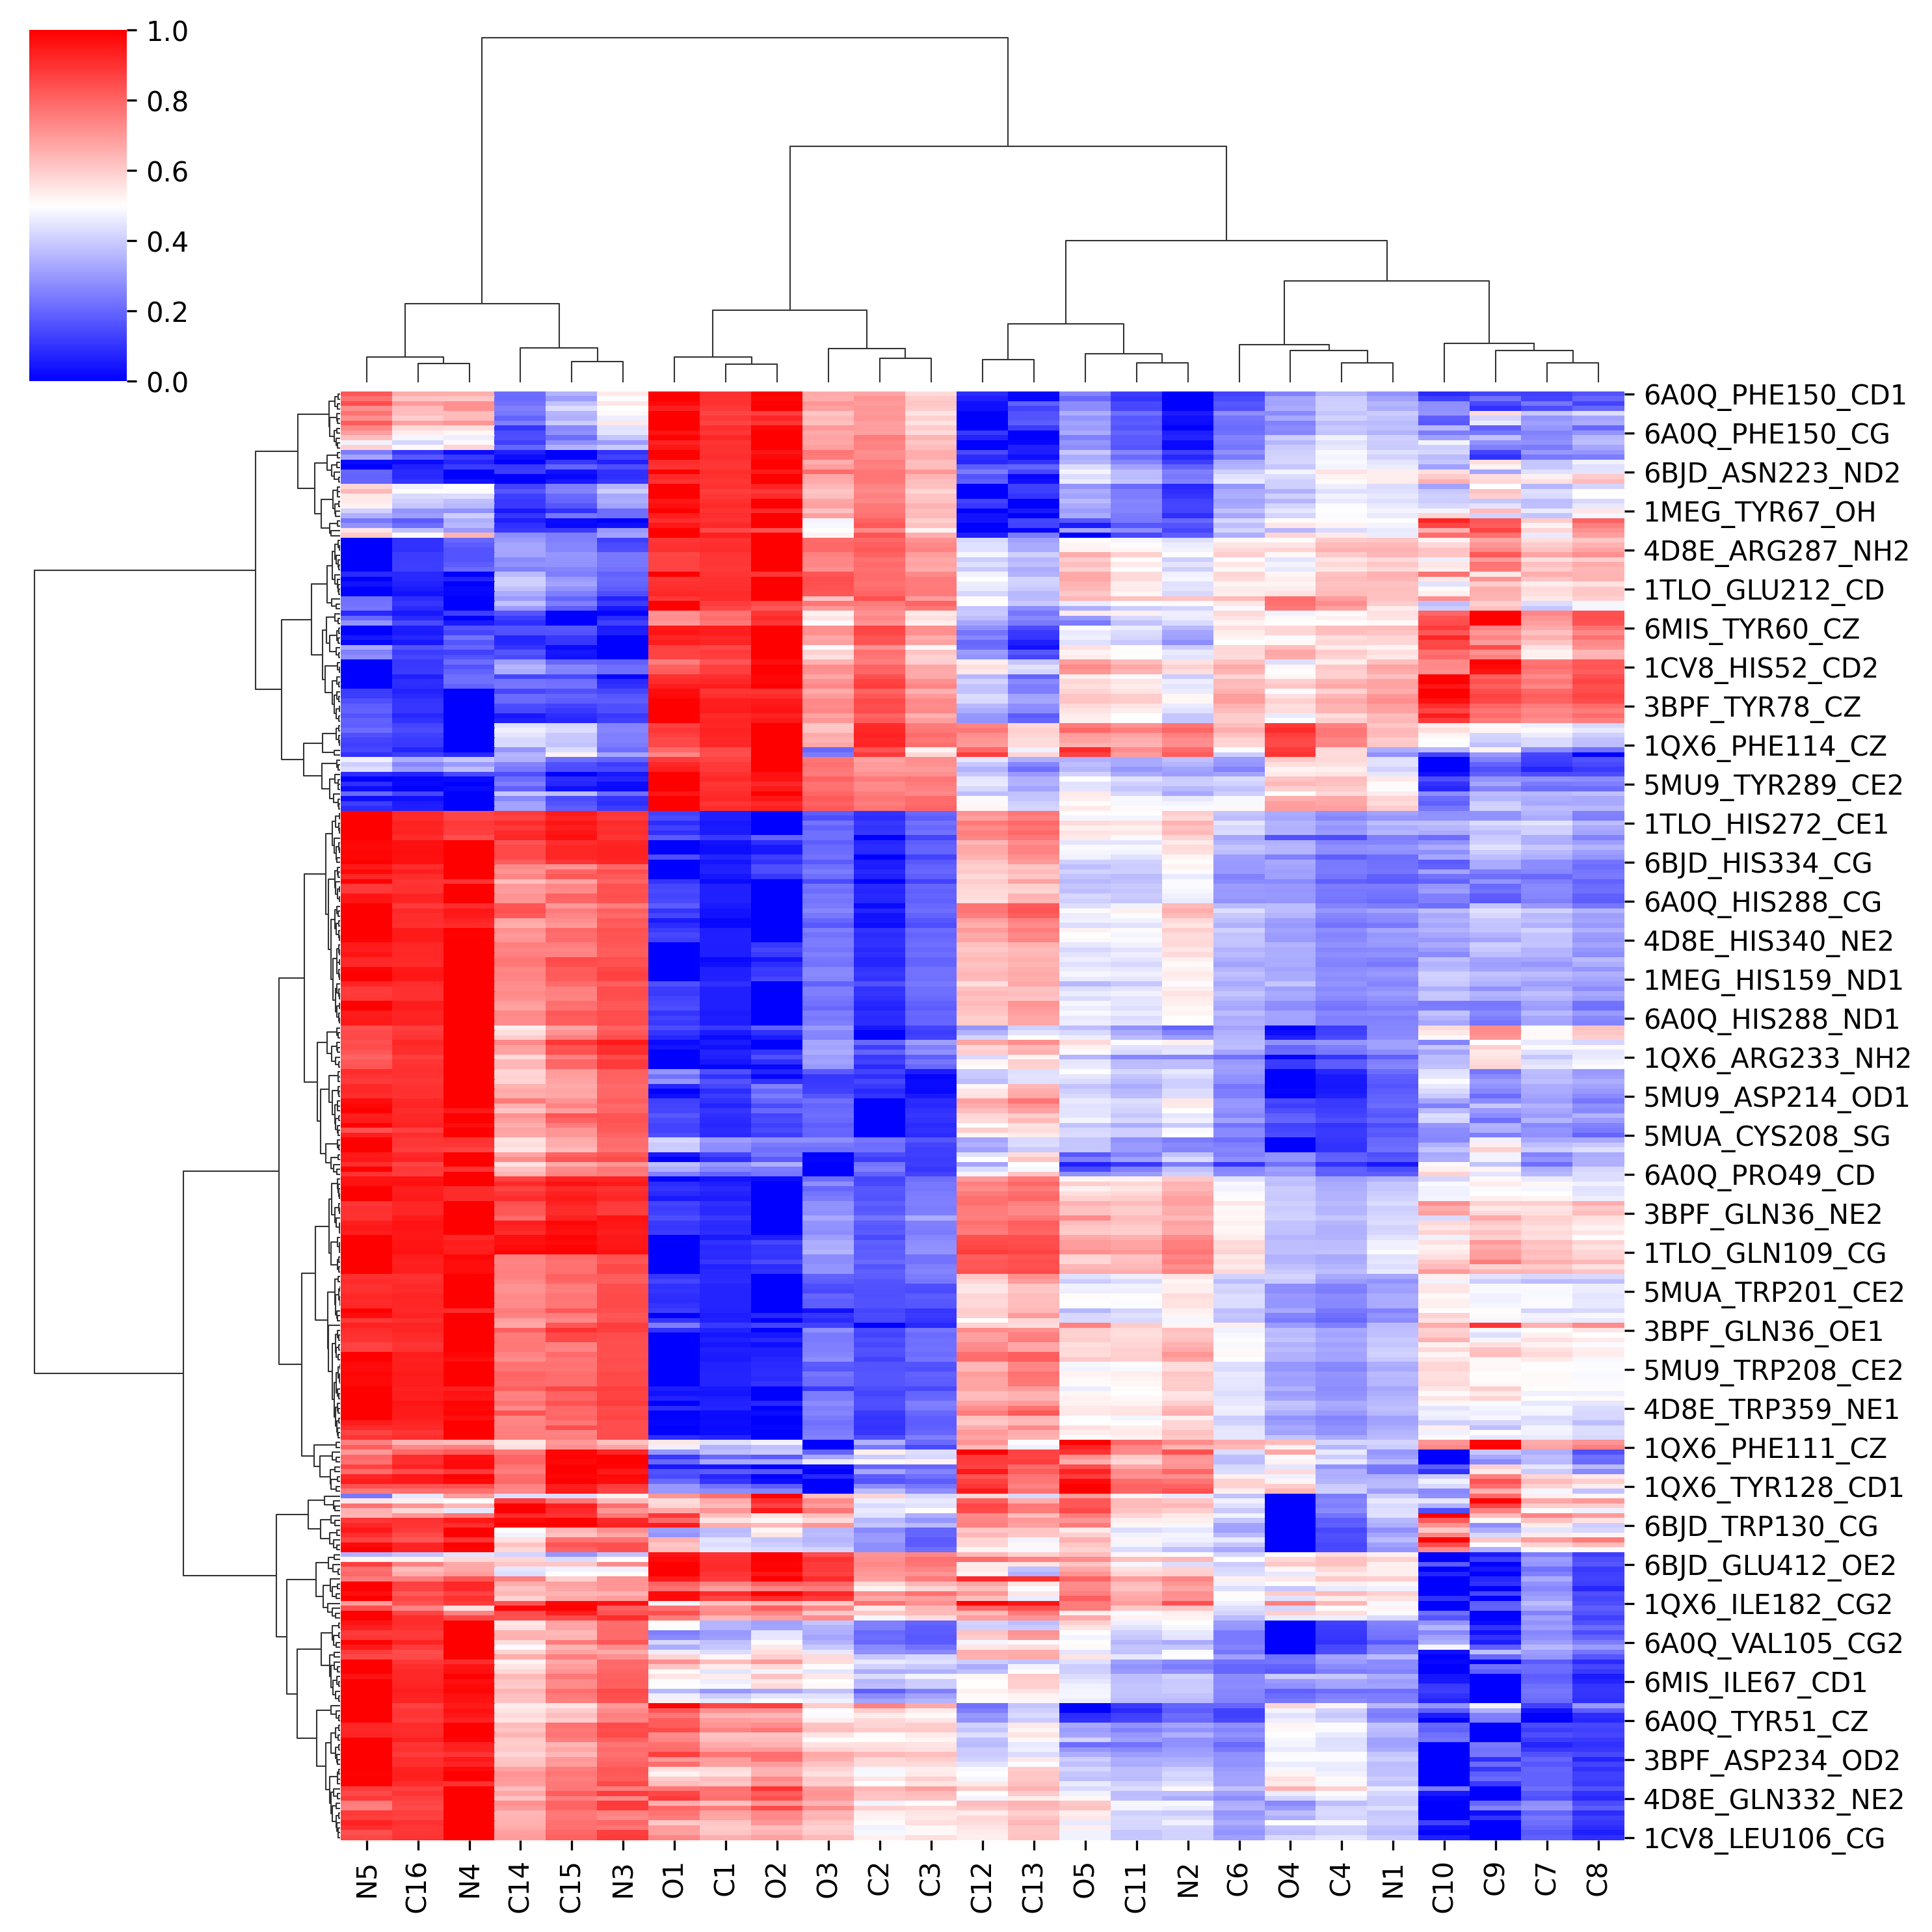 1.0
0.8
0.6
0.4
0.2
0.0
6A0Q_PHE150_CD1
6A0Q_PHE150_CG
6BJD_ASN223_ND2
1MEG_TYR67_OH
4D8E_ARG287_NH2
1TLO_GLU212_CD
6MIS_TYR60_CZ
1CV8_HIS52_CD2
3BPF_TYR78_CZ
1QX6_PHE114_CZ
5MU9_TYR289_CE2
1TLO_HIS272_CE1
6BJD_HIS334_CG
6A0Q_HIS288_CG
4D8E_HIS340_NE2
1MEG_HIS159_ND1
6A0Q_HIS288_ND1
1QX6_ARG233_NH2
5MU9_ASP214_OD1
5MUA_CYS208_SG
6A0Q_PRO49_CD
3BPF_GLN36_NE2
1TLO_GLN109_CG
5MUA_TRP201_CE2
3BPF_GLN36_OE1
5MU9_TRP208_CE2
4D8E_TRP359_NE1
1QX6_PHE111_CZ
1QX6_TYR128_CD1
6BJD_TRP130_CG
6BJD_GLU412_OE2
1QX6_ILE182_CG2
6A0Q_VAL105_CG2
6MIS_ILE67_CD1
6A0Q_TYR51_CZ
3BPF_ASP234_OD2
4D8E_GLN332_NE2
1CV8_LEU106_CG
N5
C16
N4
C14
C15
N3
O1
C1
O2
O3
C2
C3
C12
C13
O5
C11
N2
C6
O4
C4
N1
C10
C9
C7
C8